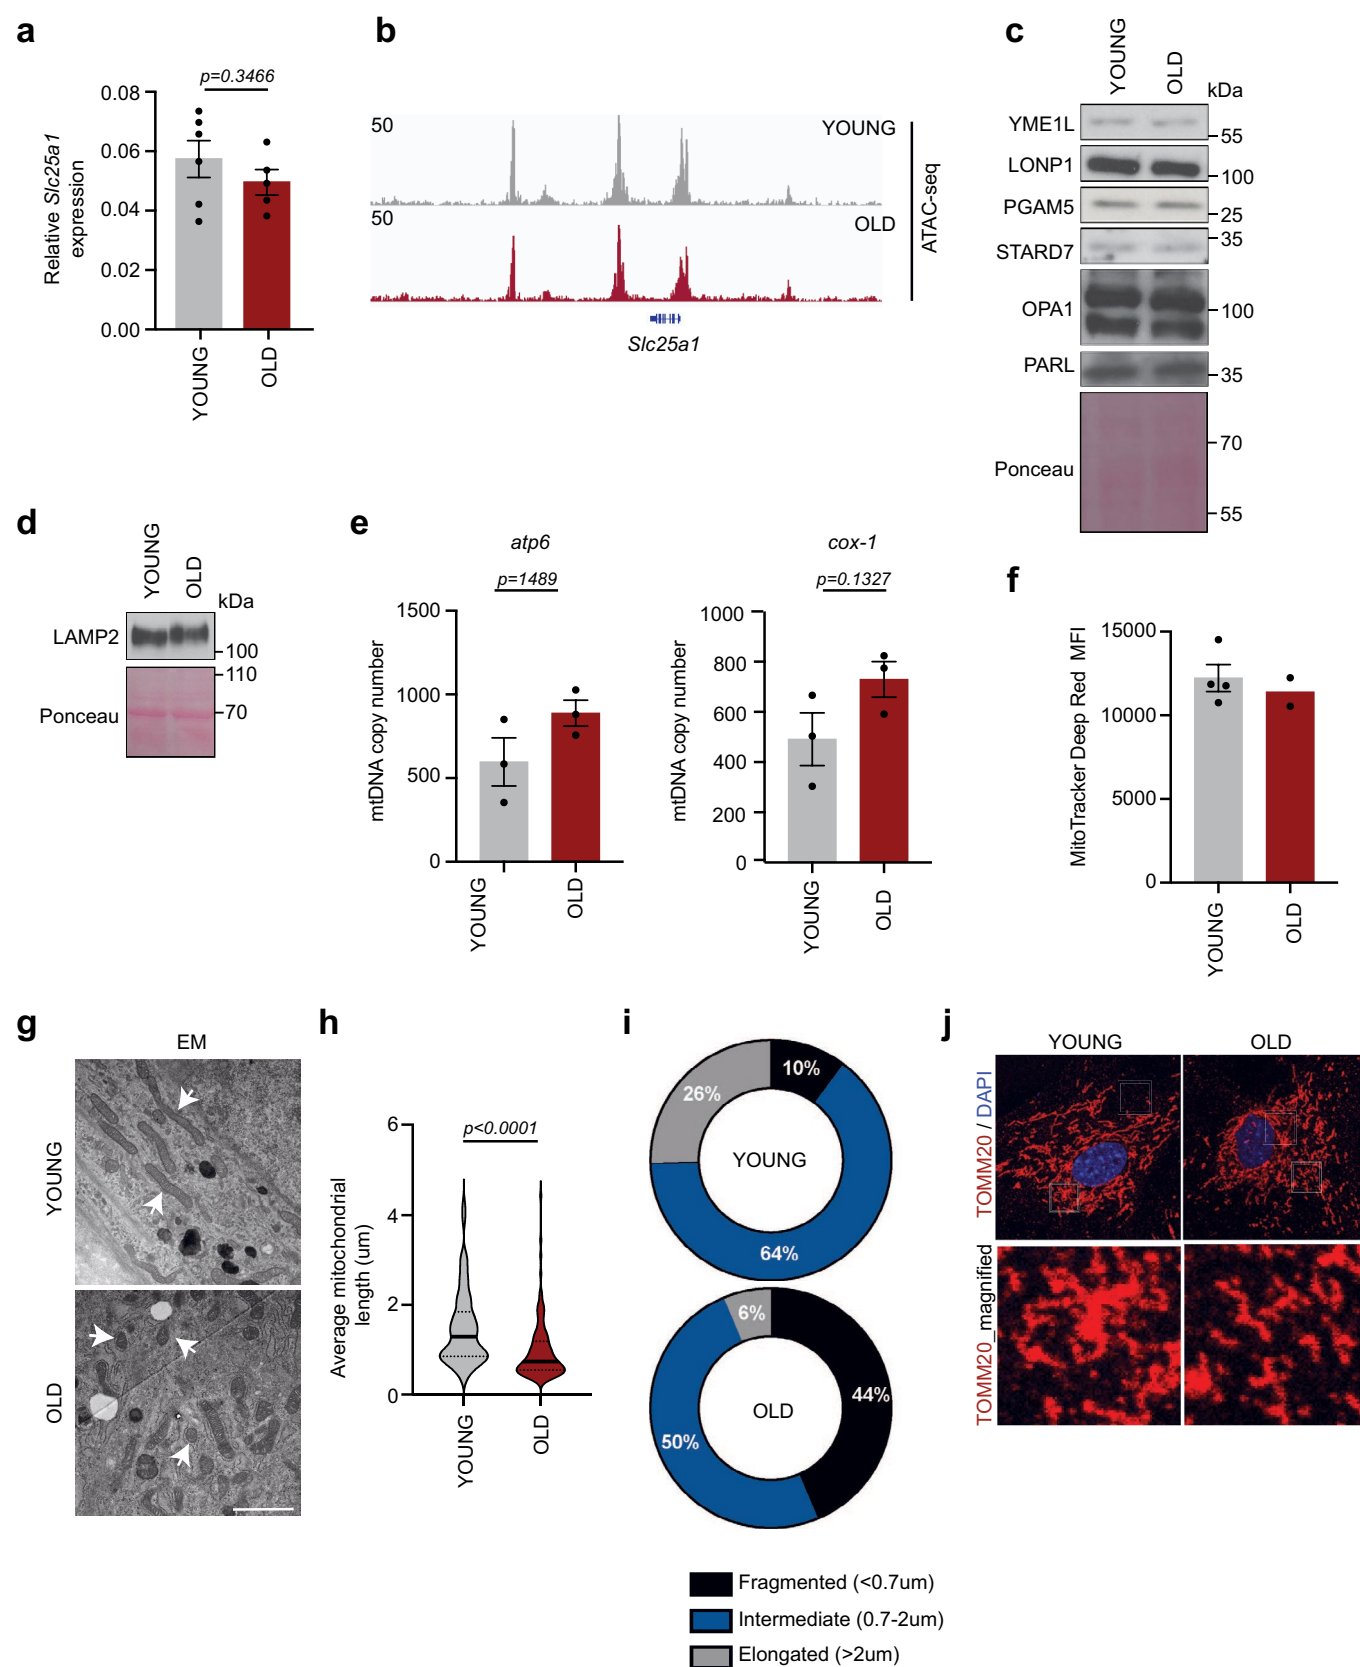 a
p=0.3466
Relative Slc25a1
expression
0.08
0.06
0.04
0.02
0.00
YOUNG
OLD
b
50
YOUNG
50
OLD
ATAC-seq
Slc25a1
c
YOUNG
OLD
kDa
YME1L
55
LONP1
100
PGAM5
25
STARD7
35
OPA1
100
PARL
35
Ponceau
70
55
d
YOUNG
OLD
kDa
LAMP2
100
110
Ponceau
70
e
atp6
p=1489
mtDNA copy number
1500
1000
500
0
YOUNG
OLD
cox-1
p=0.1327
mtDNA copy number
1000
800
600
400
200
0
YOUNG
OLD
f
MitoTracker Deep Red MFI
15000
10000
5000
0
YOUNG
OLD
g
EM
YOUNG
OLD
h
p<0.0001
Average mitochondrial
length (um)
6
4
2
0
YOUNG
OLD
i
10%
26%
YOUNG
64%
6%
44%
OLD
50%
Fragmented (<0.7um)
Intermediate (0.7-2um)
Elongated (>2um)
j
YOUNG
OLD
TOMM20 / DAPI
TOMM20_magnified